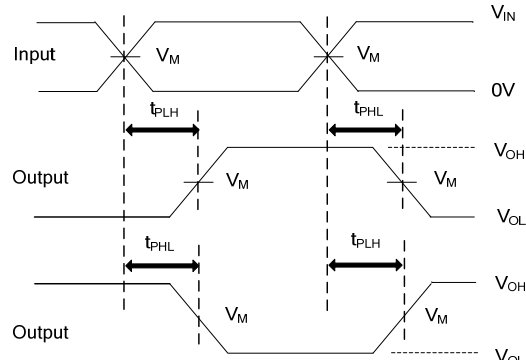 V_IN
Input
V_M V_M
0V
t_PLH t_PHL
V_OH
Output
V_M V_M
V_OL
t_PHL t_PLH
V_OH
V_M V_M
Output
V_OL